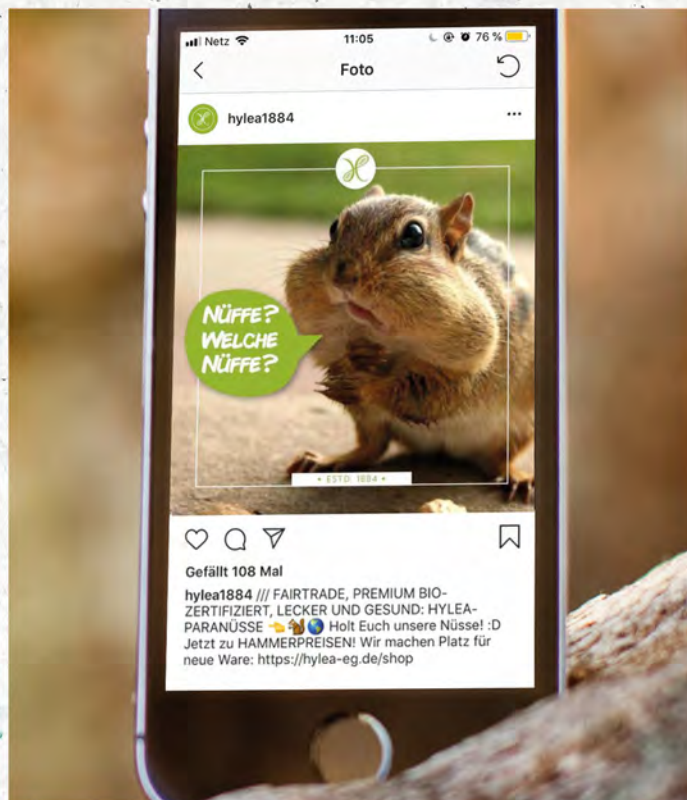 Netz 11:05 76 %
Foto
hylea1884
NÜFFE?
WELCHE
NÜFFE?
• ESTD. 1884 •
Gefällt 108 Mal
hylea1884 /// FAIRTRADE, PREMIUM BIO-
ZERTIFIZIERT, LECKER UND GESUND: HYLEA-
PARANÜSSE 👈🐿️🌎 Holt Euch unsere Nüsse! :D
Jetzt zu HAMMERPREISEN! Wir machen Platz für
neue Ware: https://hylea-eg.de/shop